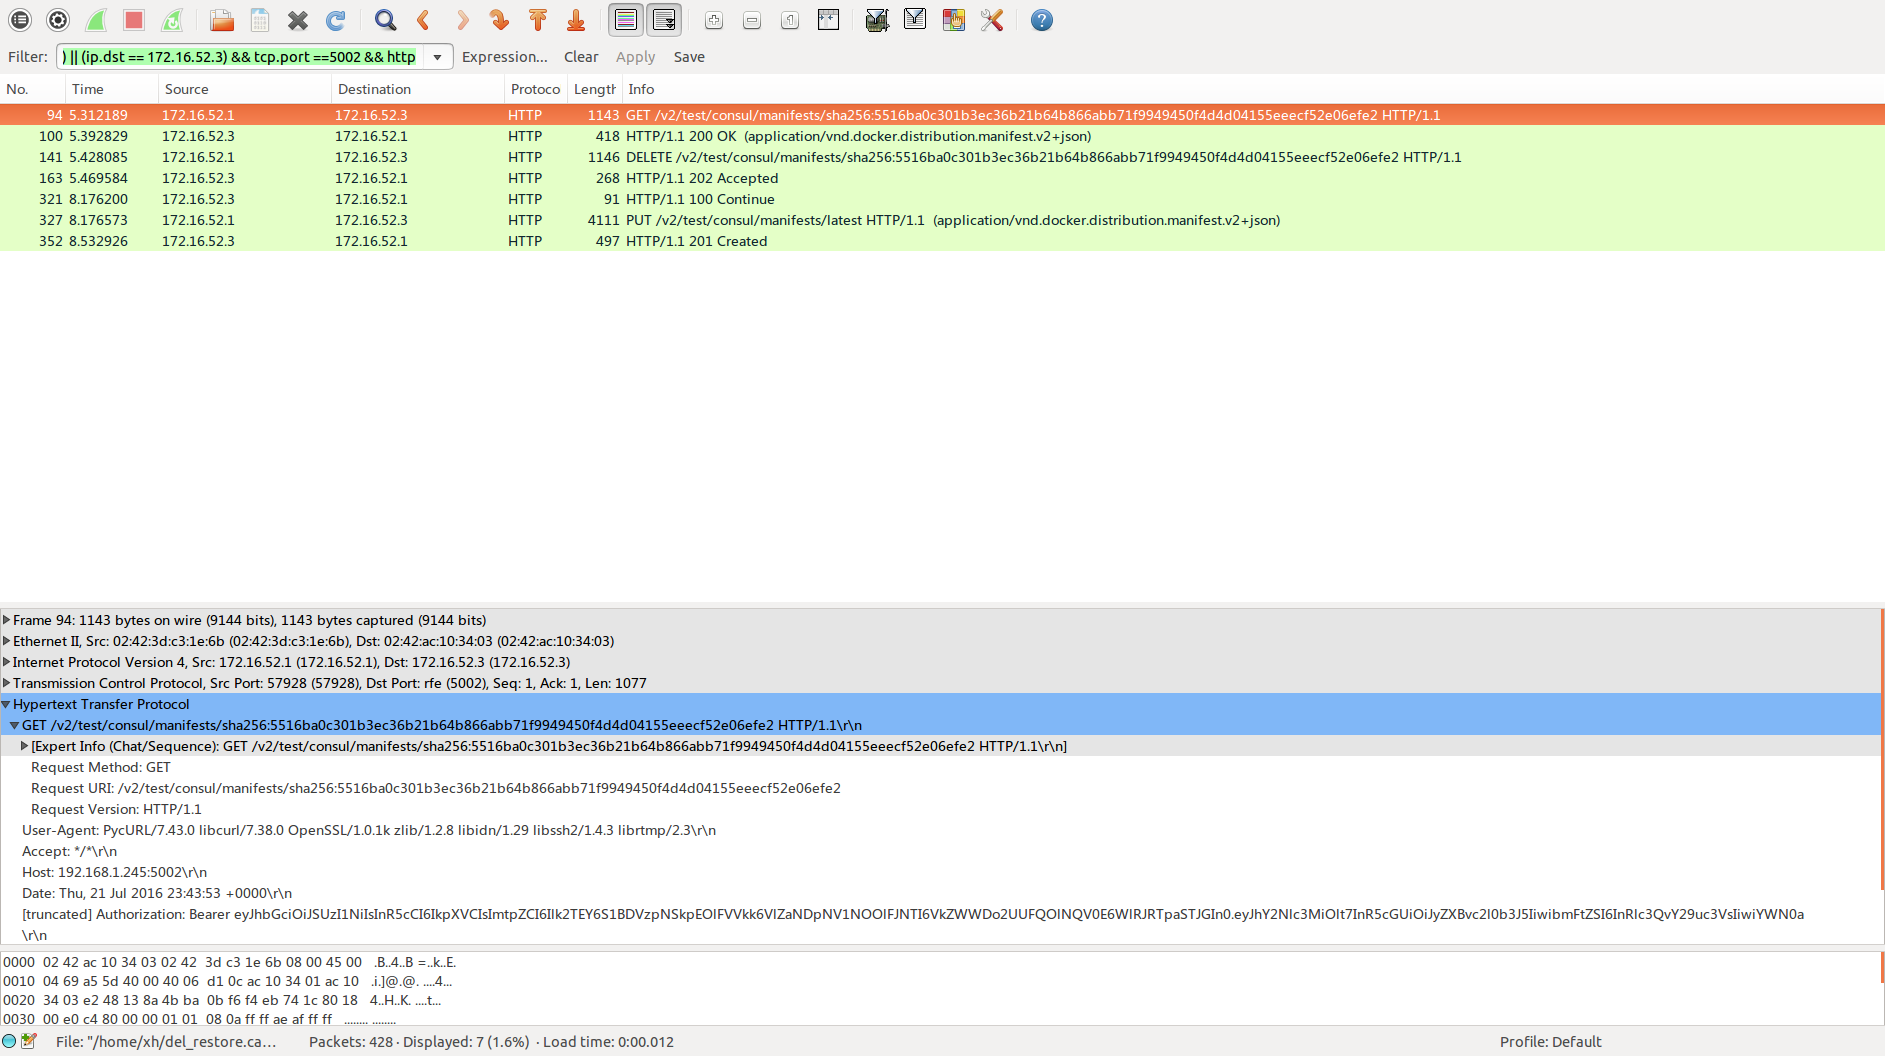 Filter: ) || (ip.dst == 172.16.52.3) && tcp.port ==5002 && http Expression... Clear Apply Save
No. Time Source Destination Protoco Length Info
94 5.312189 172.16.52.1 172.16.52.3 HTTP 1143 GET /v2/test/consul/manifests/sha256:5516ba0c301b3ec36b21b64b866abb71f9949450f4d4d04155eeecf52e06efe2 HTTP/1.1
100 5.392829 172.16.52.3 172.16.52.1 HTTP 418 HTTP/1.1 200 OK (application/vnd.docker.distribution.manifest.v2+json)
141 5.428085 172.16.52.1 172.16.52.3 HTTP 1146 DELETE /v2/test/consul/manifests/sha256:5516ba0c301b3ec36b21b64b866abb71f9949450f4d4d04155eeecf52e06efe2 HTTP/1.1
163 5.469584 172.16.52.3 172.16.52.1 HTTP 268 HTTP/1.1 202 Accepted
321 8.176200 172.16.52.3 172.16.52.1 HTTP 91 HTTP/1.1 100 Continue
327 8.176573 172.16.52.1 172.16.52.3 HTTP 4111 PUT /v2/test/consul/manifests/latest HTTP/1.1 (application/vnd.docker.distribution.manifest.v2+json)
352 8.532926 172.16.52.3 172.16.52.1 HTTP 497 HTTP/1.1 201 Created
Frame 94: 1143 bytes on wire (9144 bits), 1143 bytes captured (9144 bits)
Ethernet II, Src: 02:42:3d:c3:1e:6b (02:42:3d:c3:1e:6b), Dst: 02:42:ac:10:34:03 (02:42:ac:10:34:03)
Internet Protocol Version 4, Src: 172.16.52.1 (172.16.52.1), Dst: 172.16.52.3 (172.16.52.3)
Transmission Control Protocol, Src Port: 57928 (57928), Dst Port: rfe (5002), Seq: 1, Ack: 1, Len: 1077
Hypertext Transfer Protocol
GET /v2/test/consul/manifests/sha256:5516ba0c301b3ec36b21b64b866abb71f9949450f4d4d04155eeecf52e06efe2 HTTP/1.1\r\n
[Expert Info (Chat/Sequence): GET /v2/test/consul/manifests/sha256:5516ba0c301b3ec36b21b64b866abb71f9949450f4d4d04155eeecf52e06efe2 HTTP/1.1\r\n]
Request Method: GET
Request URI: /v2/test/consul/manifests/sha256:5516ba0c301b3ec36b21b64b866abb71f9949450f4d4d04155eeecf52e06efe2
Request Version: HTTP/1.1
User-Agent: PycURL/7.43.0 libcurl/7.38.0 OpenSSL/1.0.1k zlib/1.2.8 libidn/1.29 libssh2/1.4.3 librtmp/2.3\r\n
Accept: */*\r\n
Host: 192.168.1.245:5002\r\n
Date: Thu, 21 Jul 2016 23:43:53 +0000\r\n
[truncated] Authorization: Bearer
\r\n
0000 02 42 ac 10 34 03 02 42 3d c3 1e 6b 08 00 45 00 .B..4..B =..k..E.
0010 04 69 a5 5d 40 00 40 06 d1 0c ac 10 34 01 ac 10 .i.]@.@. ....4...
0020 34 03 e2 48 13 8a 4b ba 0b f6 f4 eb 74 1c 80 18 4..H..K. ....t...
0030 00 e0 c4 80 00 00 01 01 08 0a ff ff ae af ff ff ........ ........
File: "/home/xh/del_restore.ca... Packets: 428 · Displayed: 7 (1.6%) · Load time: 0:00.012 Profile: Default